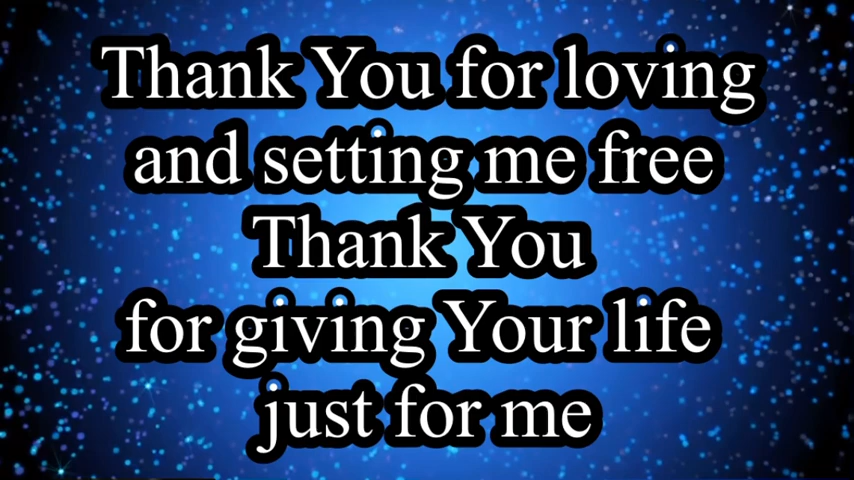 Thank You for loving
and setting me free
Thank You
for giving Your life
just for me